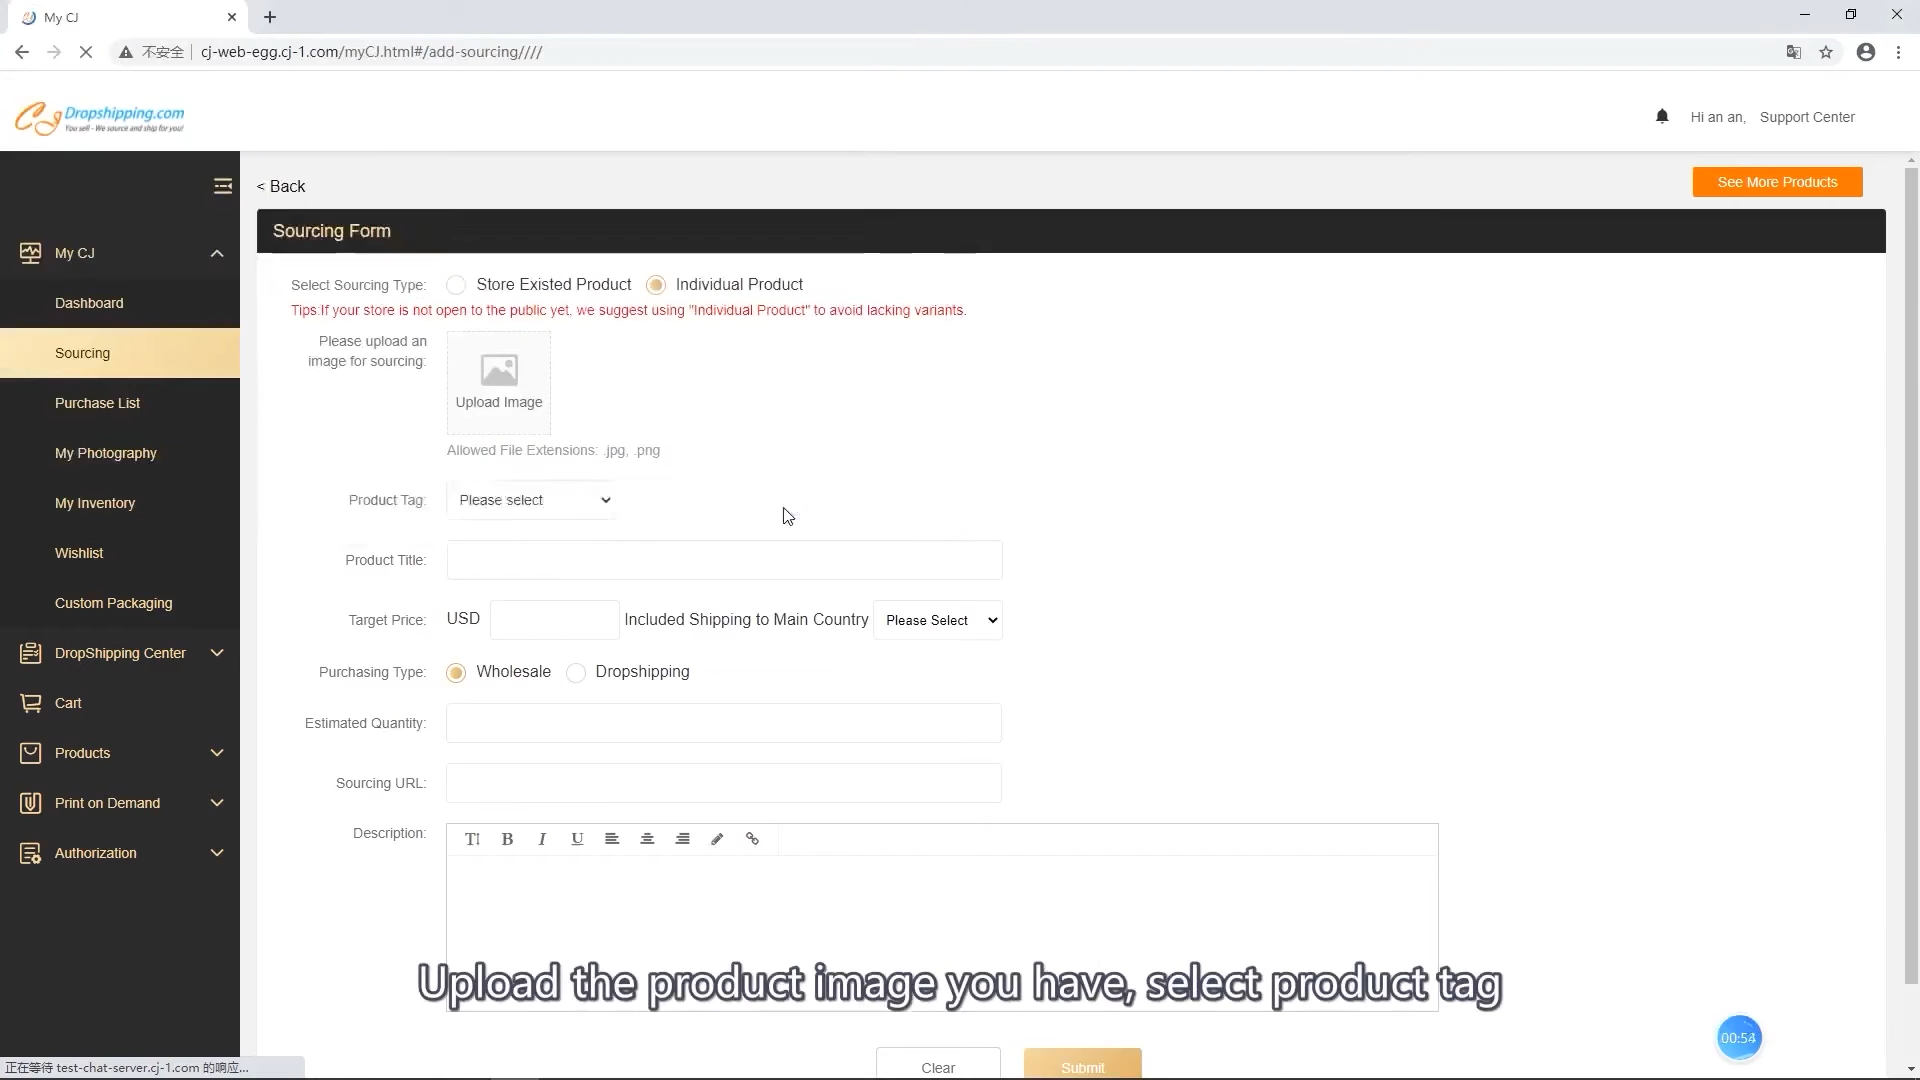 My CJ
不安全 cj-web-egg.cj-1.com/myCJ.html#/add-sourcing////
CJ Dropshipping.com
You sell - We source and ship for you!
Hi an an, Support Center
< Back
See More Products
Sourcing Form
My CJ
Dashboard
Sourcing
Purchase List
My Photography
My Inventory
Wishlist
Custom Packaging
DropShipping Center
Cart
Products
Print on Demand
Authorization
Select Sourcing Type: Store Existed Product Individual Product
Tips:If your store is not open to the public yet, we suggest using "Individual Product" to avoid lacking variants.
Please upload an
image for sourcing:
Upload Image
Allowed File Extensions: .jpg, .png
Product Tag: Please select
Product Title:
Target Price: USD Included Shipping to Main Country Please Select
Purchasing Type: Wholesale Dropshipping
Estimated Quantity:
Sourcing URL:
Description: T B I U
Upload the product image you have, select product tag
00:54
Clear Submit
正在等待 test-chat-server.cj-1.com 的响应...